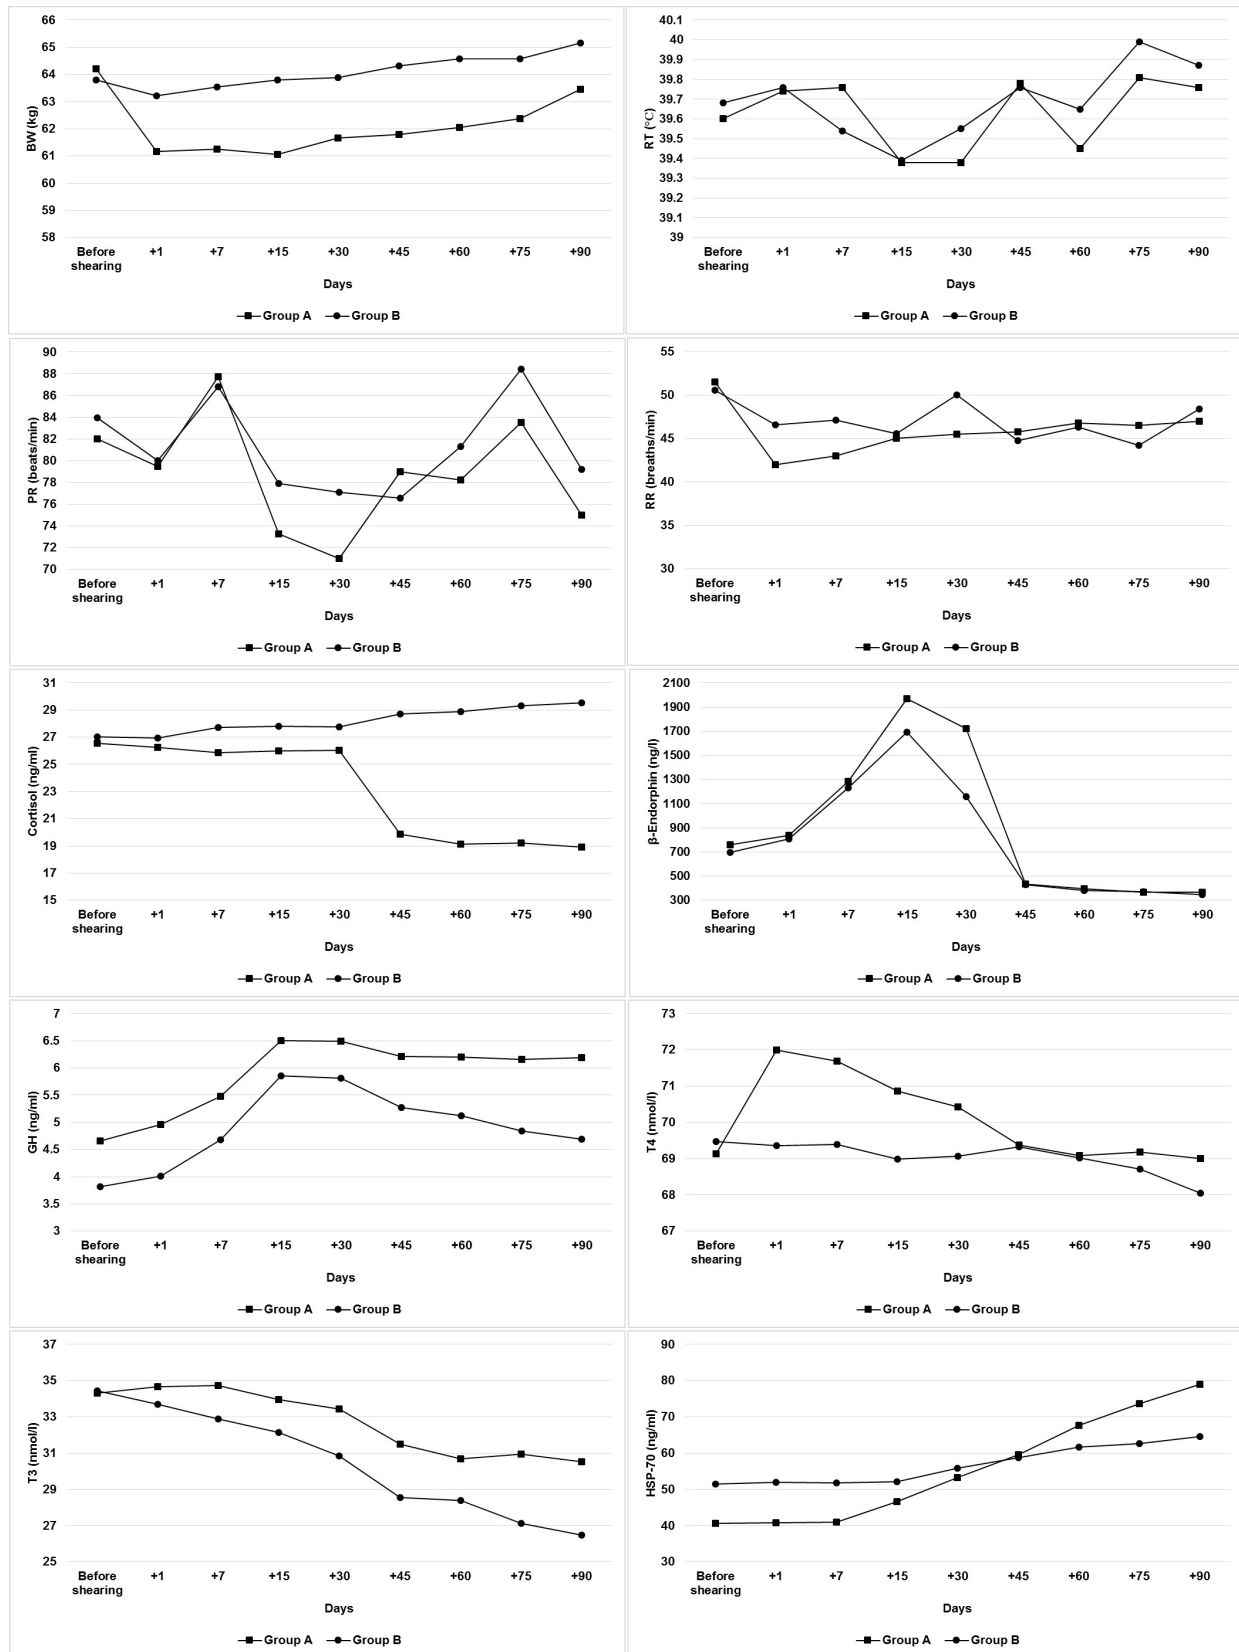 66
65
64
63
62
61
60
59
58
BW (kg)
Before shearing +1 +7 +15 +30 +45 +60 +75 +90
Days
Group A Group B
40.1
40
39.9
39.8
39.7
39.6
39.5
39.4
39.3
39.2
39.1
39
RT (°C)
Before shearing +1 +7 +15 +30 +45 +60 +75 +90
Days
Group A Group B
90
88
86
84
82
80
78
76
74
72
70
PR (beats/min)
Before shearing +1 +7 +15 +30 +45 +60 +75 +90
Days
Group A Group B
55
50
45
40
35
30
RR (breaths/min)
Before shearing +1 +7 +15 +30 +45 +60 +75 +90
Days
Group A Group B
31
29
27
25
23
21
19
17
15
Cortisol (ng/ml)
Before shearing +1 +7 +15 +30 +45 +60 +75 +90
Days
Group A Group B
2100
1900
1700
1500
1300
1100
900
700
500
300
β-Endorphin (ng/l)
Before shearing +1 +7 +15 +30 +45 +60 +75 +90
Days
Group A Group B
7
6.5
6
5.5
5
4.5
4
3.5
3
GH (ng/ml)
Before shearing +1 +7 +15 +30 +45 +60 +75 +90
Days
Group A Group B
73
72
71
70
69
68
67
T4 (nmol/l)
Before shearing +1 +7 +15 +30 +45 +60 +75 +90
Days
Group A Group B
37
35
33
31
29
27
25
T3 (nmol/l)
Before shearing +1 +7 +15 +30 +45 +60 +75 +90
Days
Group A Group B
90
80
70
60
50
40
30
HSP-70 (ng/ml)
Before shearing +1 +7 +15 +30 +45 +60 +75 +90
Days
Group A Group B